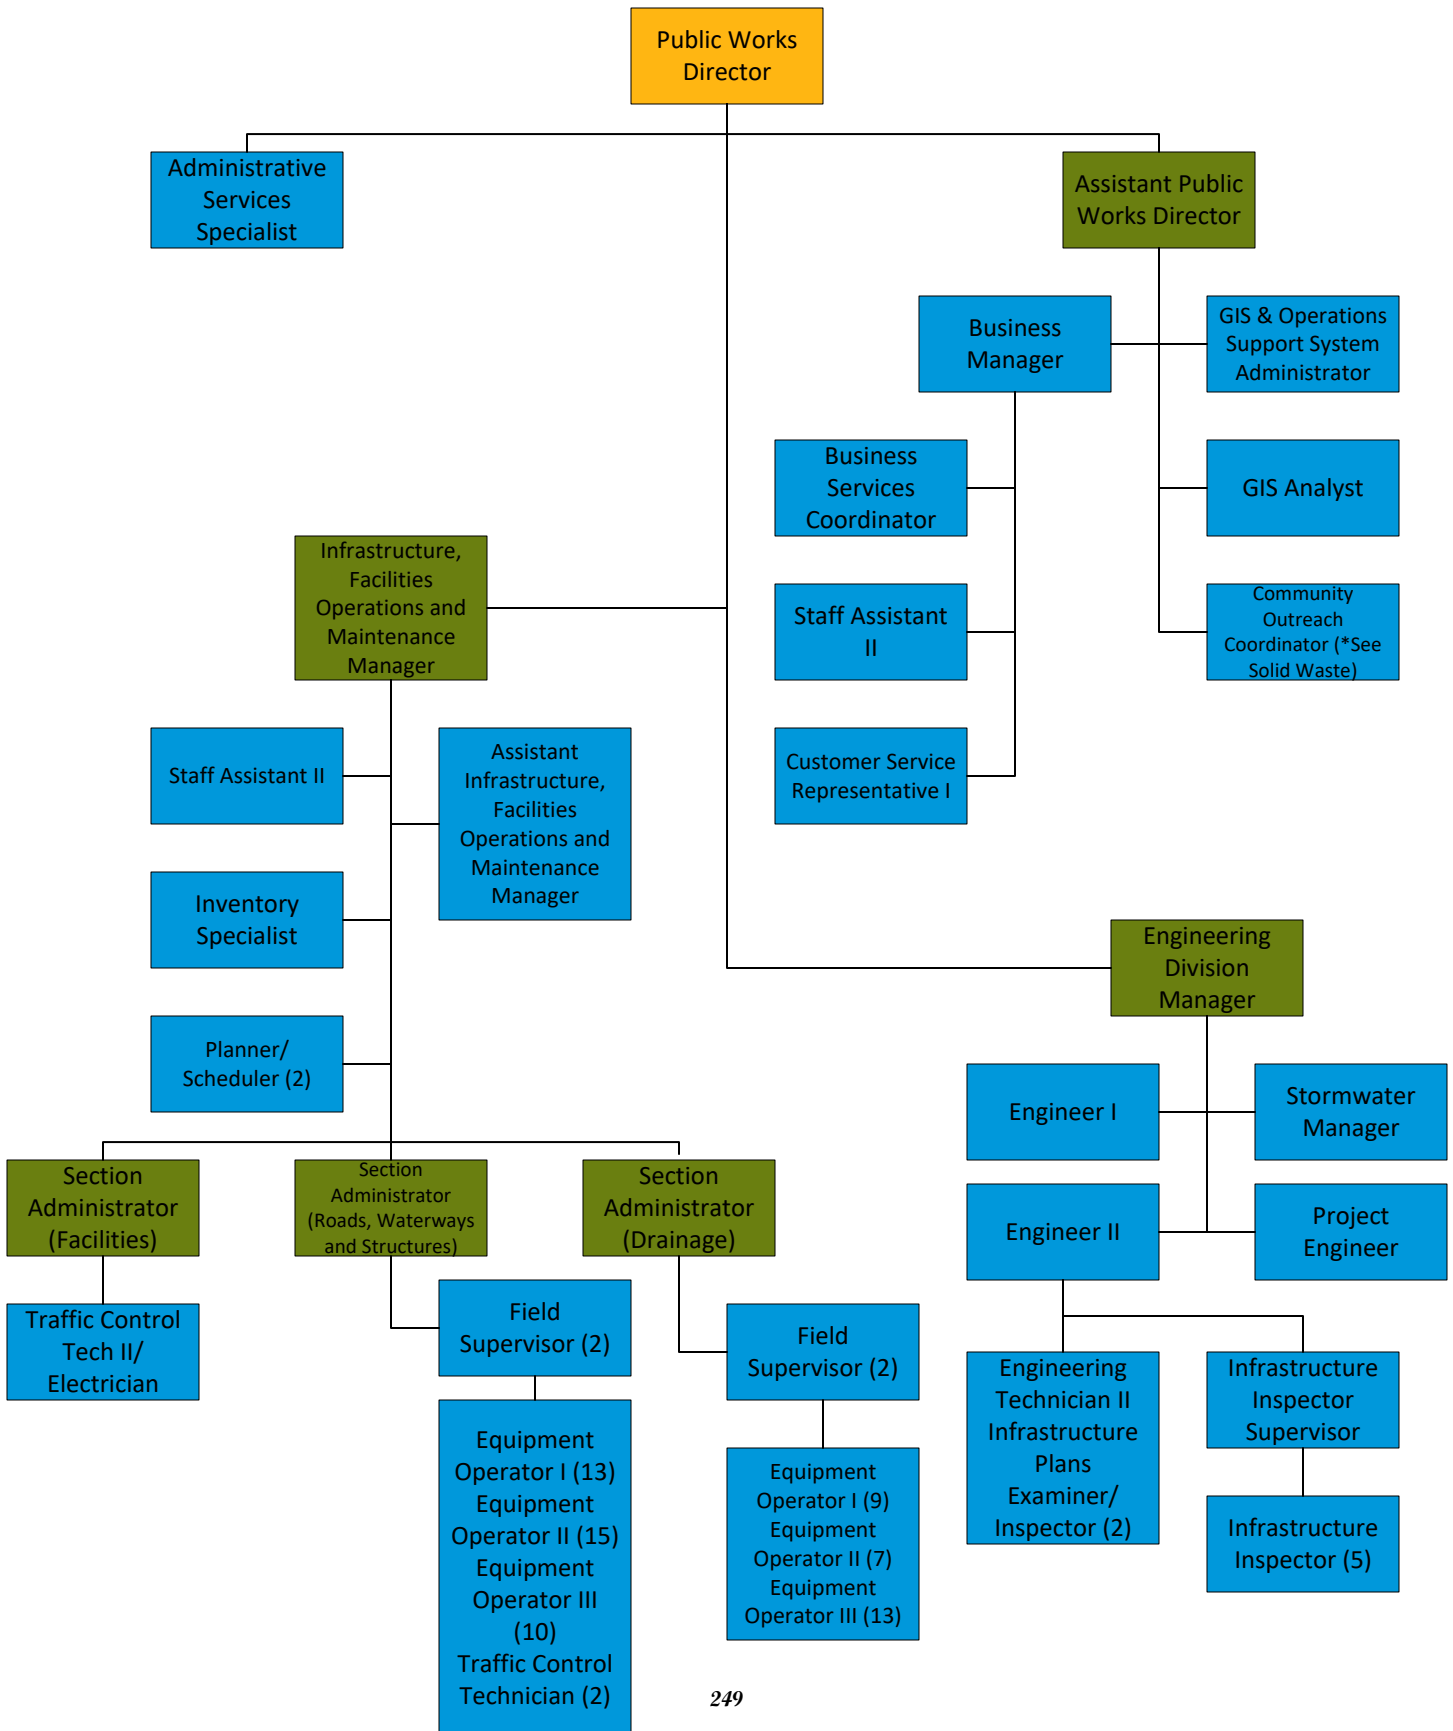 Public Works
Director
Administrative
Services
Specialist
Assistant Public
Works Director
Business
Manager
GIS & Operations
Support System
Administrator
Business
Services
Coordinator
GIS Analyst
Infrastructure,
Facilities
Operations and
Maintenance
Manager
Staff Assistant
II
Community
Outreach
Coordinator (*See
Solid Waste)
Staff Assistant II
Assistant
Infrastructure,
Facilities
Operations and
Maintenance
Manager
Customer Service
Representative I
Inventory
Specialist
Engineering
Division
Manager
Planner/
Scheduler (2)
Engineer I
Stormwater
Manager
Section
Administrator
(Facilities)
Section
Administrator
(Roads, Waterways
and Structures)
Section
Administrator
(Drainage)
Engineer II
Project
Engineer
Traffic Control
Tech II/
Electrician
Field
Supervisor (2)
Field
Supervisor (2)
Engineering
Technician II
Infrastructure
Plans
Examiner/
Inspector (2)
Infrastructure
Inspector
Supervisor
Equipment
Operator I (13)
Equipment
Operator II (15)
Equipment
Operator III
(10)
Traffic Control
Technician (2)
Equipment
Operator I (9)
Equipment
Operator II (7)
Equipment
Operator III (13)
Infrastructure
Inspector (5)
249